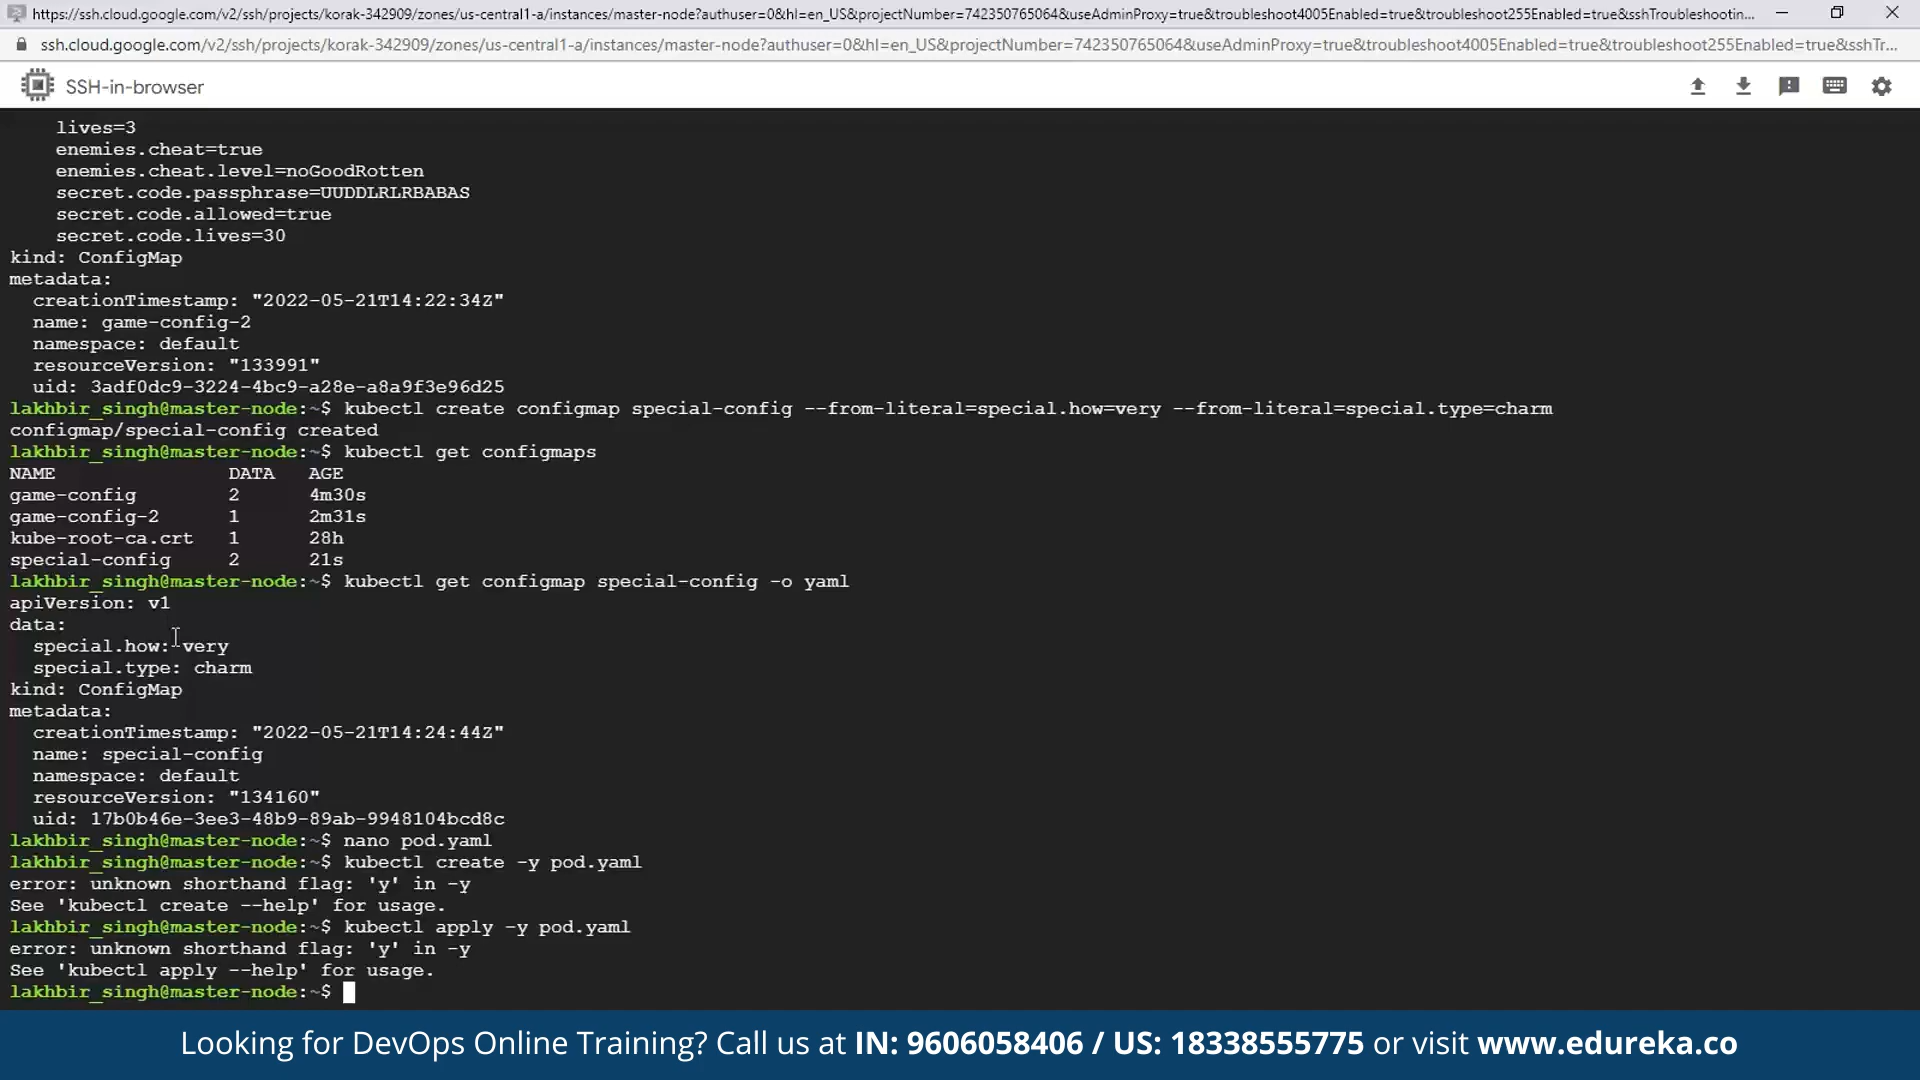 https://ssh.cloud.google.com/v2/ssh/projects/korak-342909/zones/us-central1-a/instances/master-node?authuser=0&hl=en_US&projectNumber=742350765064&useAdminProxy=true&troubleshoot4005Enabled=true&troubleshoot255Enabled=true&sshTroubleshootin...
ssh.cloud.google.com/v2/ssh/projects/korak-342909/zones/us-central1-a/instances/master-node?authuser=0&hl=en_US&projectNumber=742350765064&useAdminProxy=true&troubleshoot4005Enabled=true&troubleshoot255Enabled=true&sshTr...
SSH-in-browser
lives=3
enemies.cheat=true
enemies.cheat.level=noGoodRotten
secret.code.passphrase=UUDDLRLRBABAS
secret.code.allowed=true
secret.code.lives=30
kind: ConfigMap
metadata:
creationTimestamp: "2022-05-21T14:22:34Z"
name: game-config-2
namespace: default
resourceVersion: "133991"
uid: 3adf0dc9-3224-4bc9-a28e-a8a9f3e96d25
lakhbir_singh@master-node:~$ kubectl create configmap special-config --from-literal=special.how=very --from-literal=special.type=charm
configmap/special-config created
lakhbir_singh@master-node:~$ kubectl get configmaps
NAME DATA AGE
game-config 2 4m30s
game-config-2 1 2m31s
kube-root-ca.crt 1 28h
special-config 2 21s
lakhbir_singh@master-node:~$ kubectl get configmap special-config -o yaml
apiVersion: v1
data:
special.how: very
special.type: charm
kind: ConfigMap
metadata:
creationTimestamp: "2022-05-21T14:24:44Z"
name: special-config
namespace: default
resourceVersion: "134160"
uid: 17b0b46e-3ee3-48b9-89ab-9948104bcd8c
lakhbir_singh@master-node:~$ nano pod.yaml
lakhbir_singh@master-node:~$ kubectl create -y pod.yaml
error: unknown shorthand flag: 'y' in -y
See 'kubectl create --help' for usage.
lakhbir_singh@master-node:~$ kubectl apply -y pod.yaml
error: unknown shorthand flag: 'y' in -y
See 'kubectl apply --help' for usage.
lakhbir_singh@master-node:~$
Looking for DevOps Online Training? Call us at IN: 9606058406 / US: 18338555775 or visit www.edureka.co